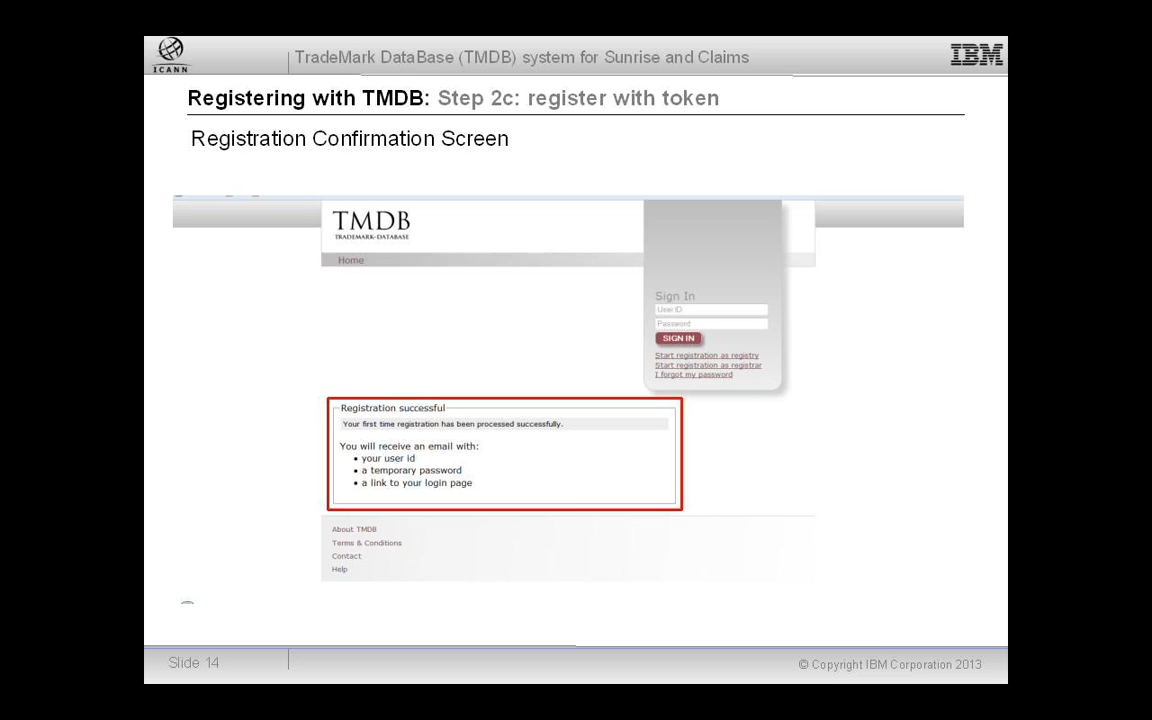 ICANN
TradeMark DataBase (TMDB) system for Sunrise and Claims
IBM
Registering with TMDB: Step 2c: register with token
Registration Confirmation Screen
TMDB
TRADEMARK-DATABASE
Home
Sign In
User ID
Password
SIGN IN
Start registration as registry
Start registration as registrar
I forgot my password
Registration successful
Your first time registration has been processed successfully.
You will receive an email with:
• your user id
• a temporary password
• a link to your login page
About TMDB
Terms & Conditions
Contact
Help
Slide 14
© Copyright IBM Corporation 2013